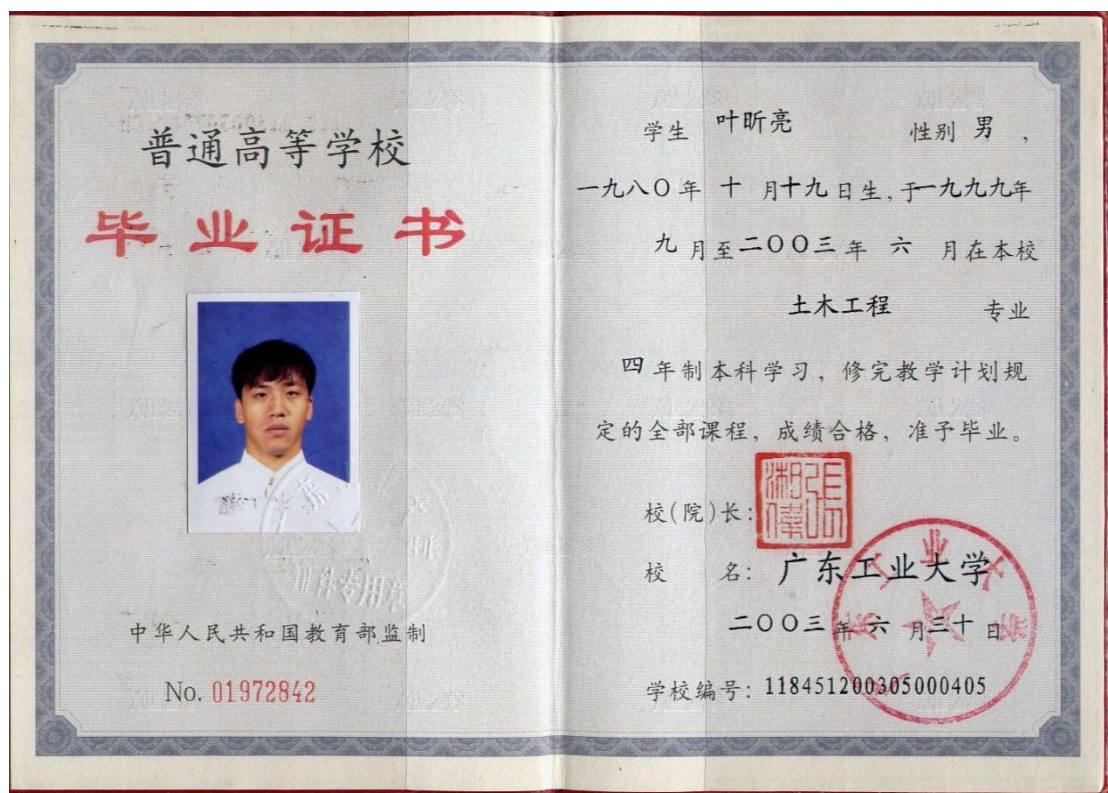 普通高等学校
毕业证书
中华人民共和国教育部监制
No. 01972842
学生 叶昕亮 性别 男,
一九八〇年 十 月十九日生,于一九九九年
九月至二〇〇三年 六 月在本校
土木工程 专业
四年制本科学习, 修完教学计划规
定的全部课程, 成绩合格, 准予毕业。
校(院)长:
张湘伟
校 名: 广东工业大学
二〇〇三年六月三十日
学校编号: 118451200305000405